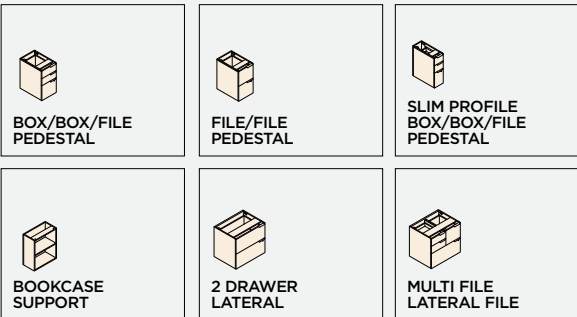 BOX/BOX/FILE
PEDESTAL
FILE/FILE
PEDESTAL
SLIM PROFILE
BOX/BOX/FILE
PEDESTAL
BOOKCASE
SUPPORT
2 DRAWER
LATERAL
MULTI FILE
LATERAL FILE